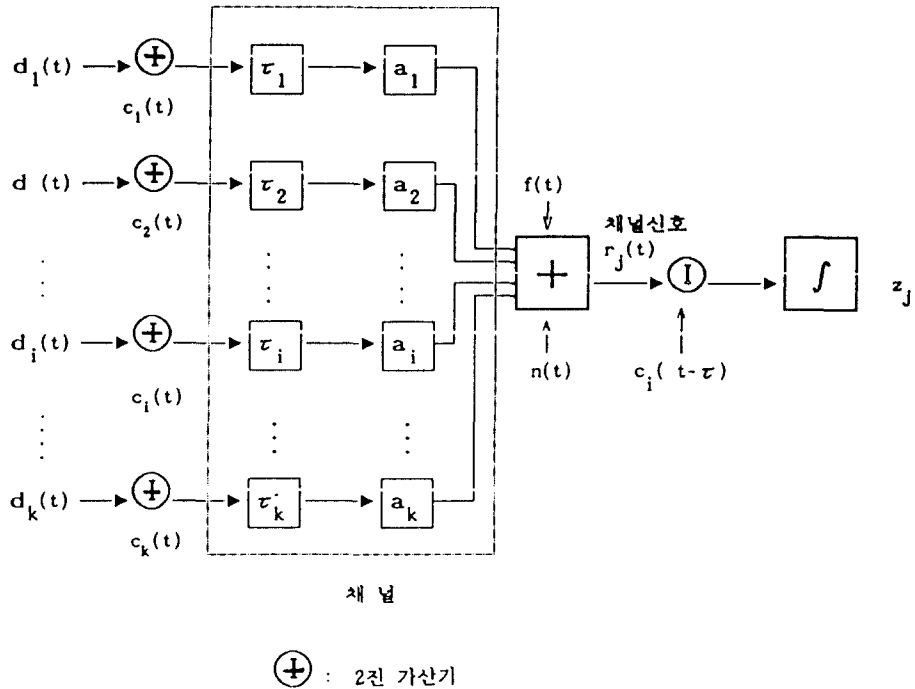 d₁(t)
c₁(t)
τ₁
a₁
d (t)
c₂(t)
τ₂
a₂
f(t)
채널신호
rⱼ(t)
+
∫
zⱼ
n(t)
cᵢ( t-τ)
dᵢ(t)
cᵢ(t)
τᵢ
aᵢ
dₖ(t)
cₖ(t)
τₖ
aₖ
채 널
: 2진 가산기